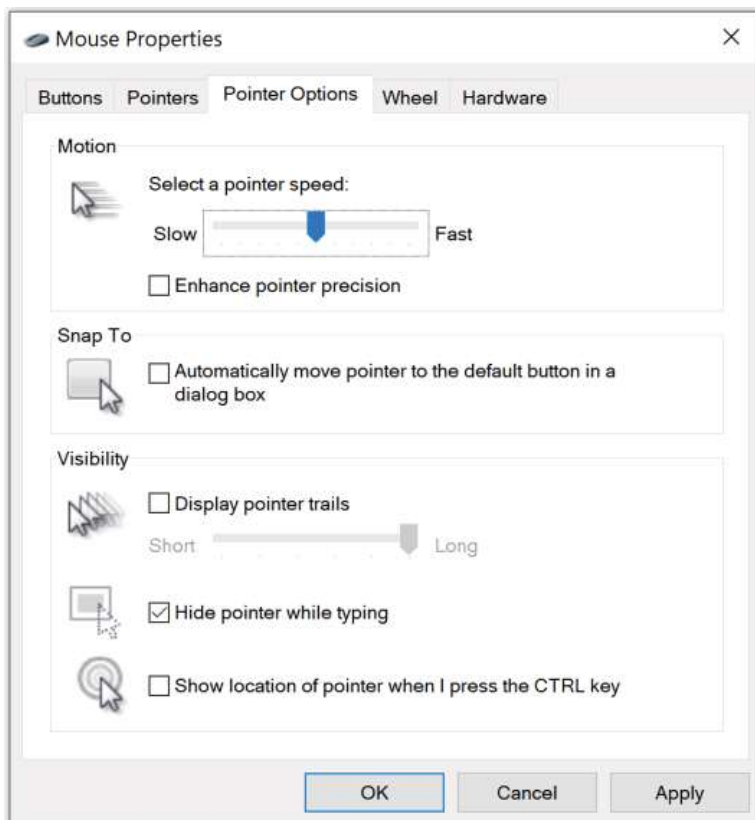 Mouse Properties
Buttons Pointers Pointer Options Wheel Hardware
Motion
Select a pointer speed:
Slow Fast
Enhance pointer precision
Snap To
Automatically move pointer to the default button in a
dialog box
Visibility
Display pointer trails
Short Long
Hide pointer while typing
Show location of pointer when I press the CTRL key
OK Cancel Apply